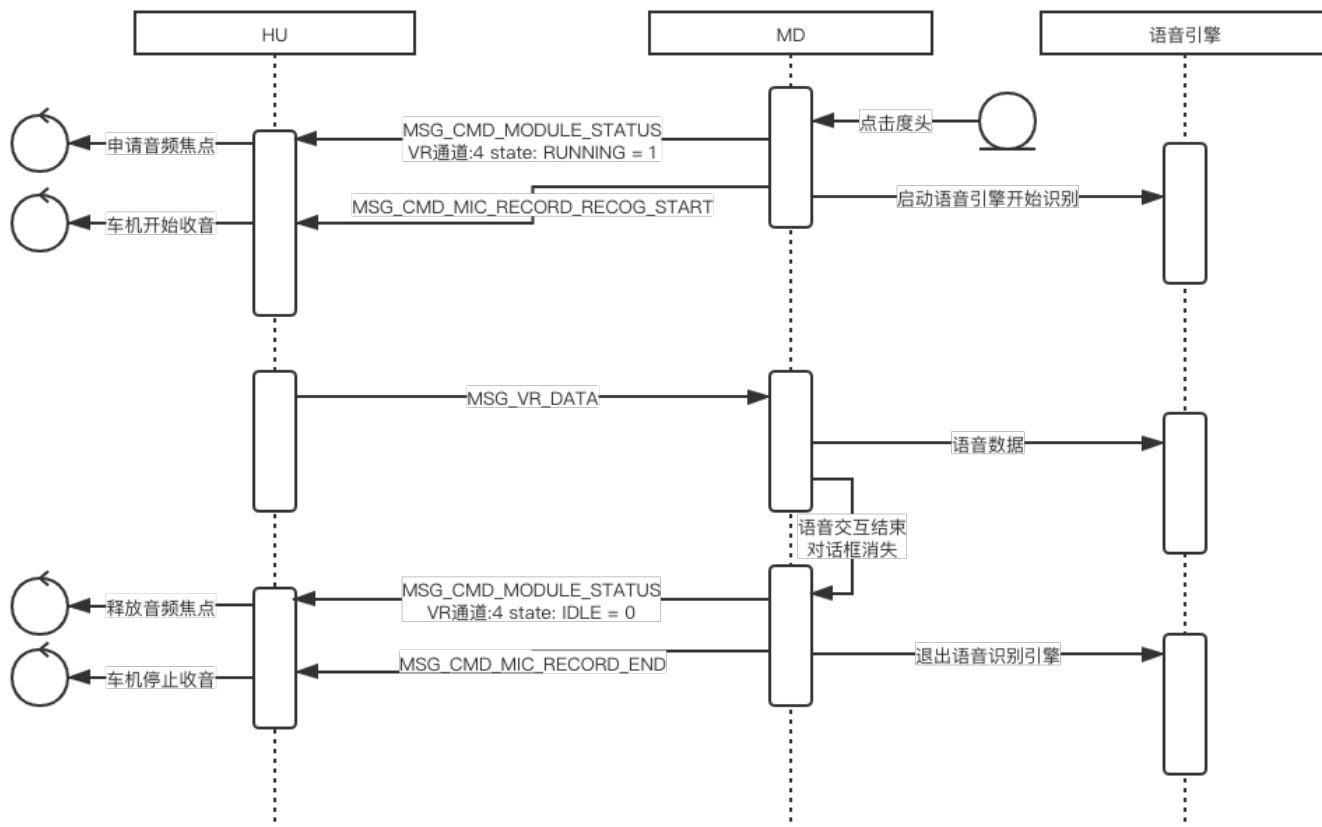 HU
MD
语音引擎
点击度头
MSG_CMD_MODULE_STATUS
VR通道:4 state: RUNNING = 1
申请音频焦点
启动语音引擎开始识别
MSG_CMD_MIC_RECORD_RECOG_START
车机开始收音
MSG_VR_DATA
语音数据
语音交互结束
对话框消失
MSG_CMD_MODULE_STATUS
VR通道:4 state: IDLE = 0
释放音频焦点
退出语音识别引擎
MSG_CMD_MIC_RECORD_END
车机停止收音